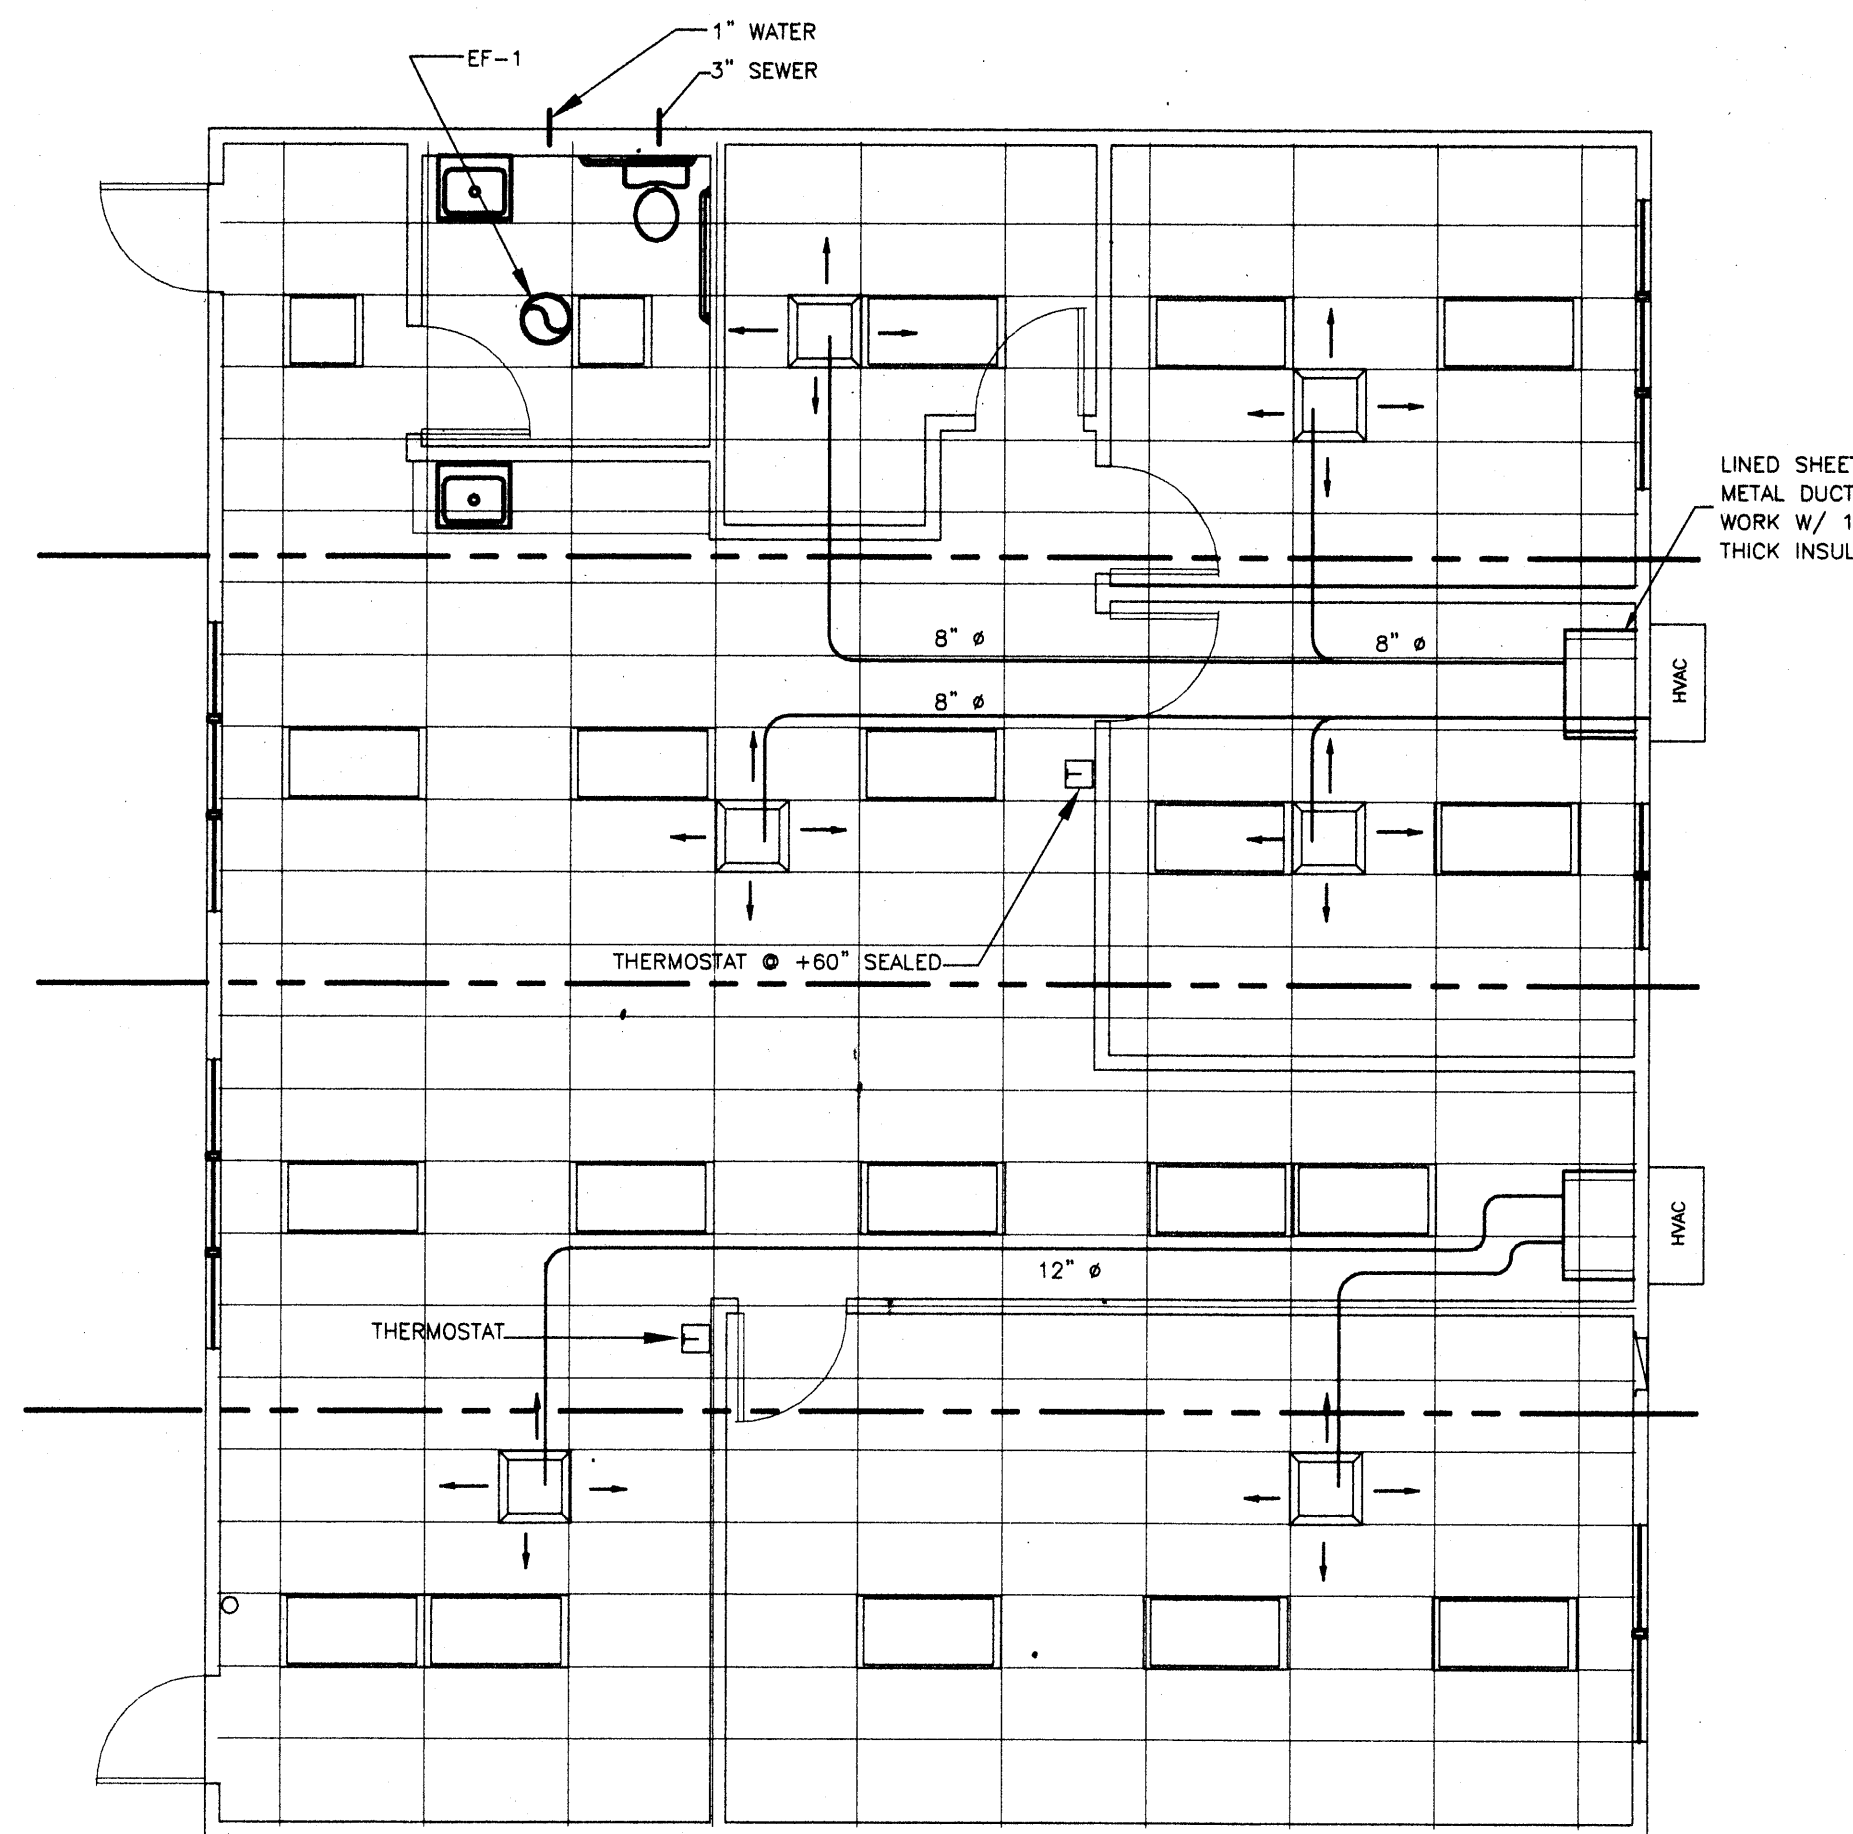 1" WATER
EF-1
3" SEWER
LINED SHEET
METAL DUCT
WORK W/ 1
THICK INSUL
8" ø
8" ø
HVAC
8" ø
T
THERMOSTAT @ +60" SEALED
HVAC
12" ø
THERMOSTAT
T